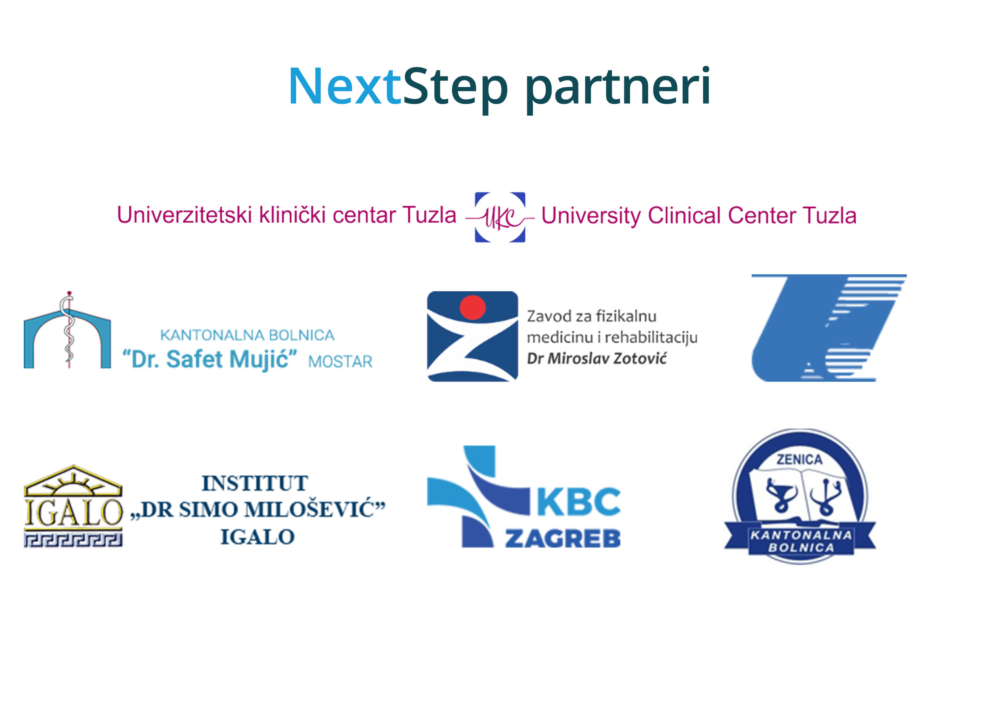 NextStep partneri
Univerzitetski klinički centar Tuzla UKC University Clinical Center Tuzla
KANTONALNA BOLNICA
“Dr. Safet Mujić” MOSTAR
Zavod za fizikalnu
medicinu i rehabilitaciju
Dr Miroslav Zotović
IGALO
INSTITUT
„DR SIMO MILOŠEVIĆ”
IGALO
KBC
ZAGREB
ZENICA
KANTONALNA
BOLNICA